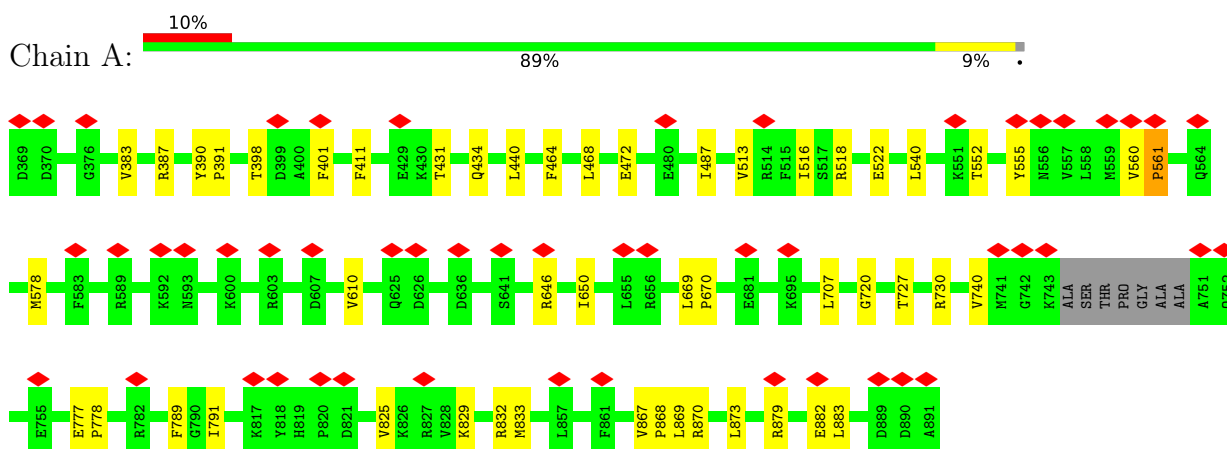 10%
Chain A:
89% 9% •
D369 D370 G376 V383 R387 Y390 P391 T398 D399 A400 F401 F411 E429 K430 T431 Q434 L440 F464 L468 E472 E480 I487 V513 R514 F515 I516 S517 R518 E522 L540 K551 T552 Y555 N556 V557 L558 M559 V560 P561 Q564
M578 F583 R589 K592 N593 K600 R603 D607 V610 Q625 D626 D636 S641 R646 I650 L655 R656 L669 P670 E681 K695 L707 G720 T727 R730 V740 M741 G742 K743 ALA SER THR PRO GLY ALA ALA A751
E755 E777 P778 R782 F789 G790 I791 K817 Y818 H819 P820 D821 V825 K826 R827 V828 K829 R832 M833 L857 F861 V867 P868 L869 R870 L873 R879 E882 L883 D889 D890 A891